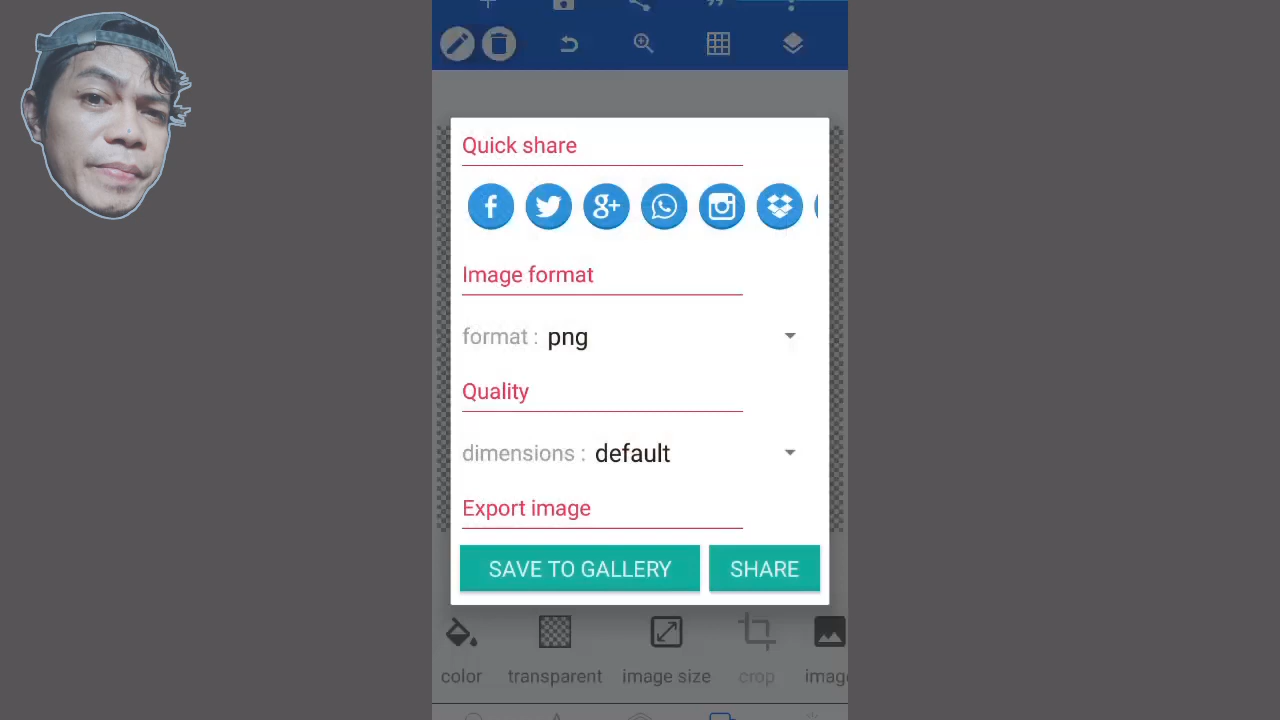 Quick share
Image format
format : png
Quality
dimensions : default
Export image
SAVE TO GALLERY SHARE
color transparent image size crop imag